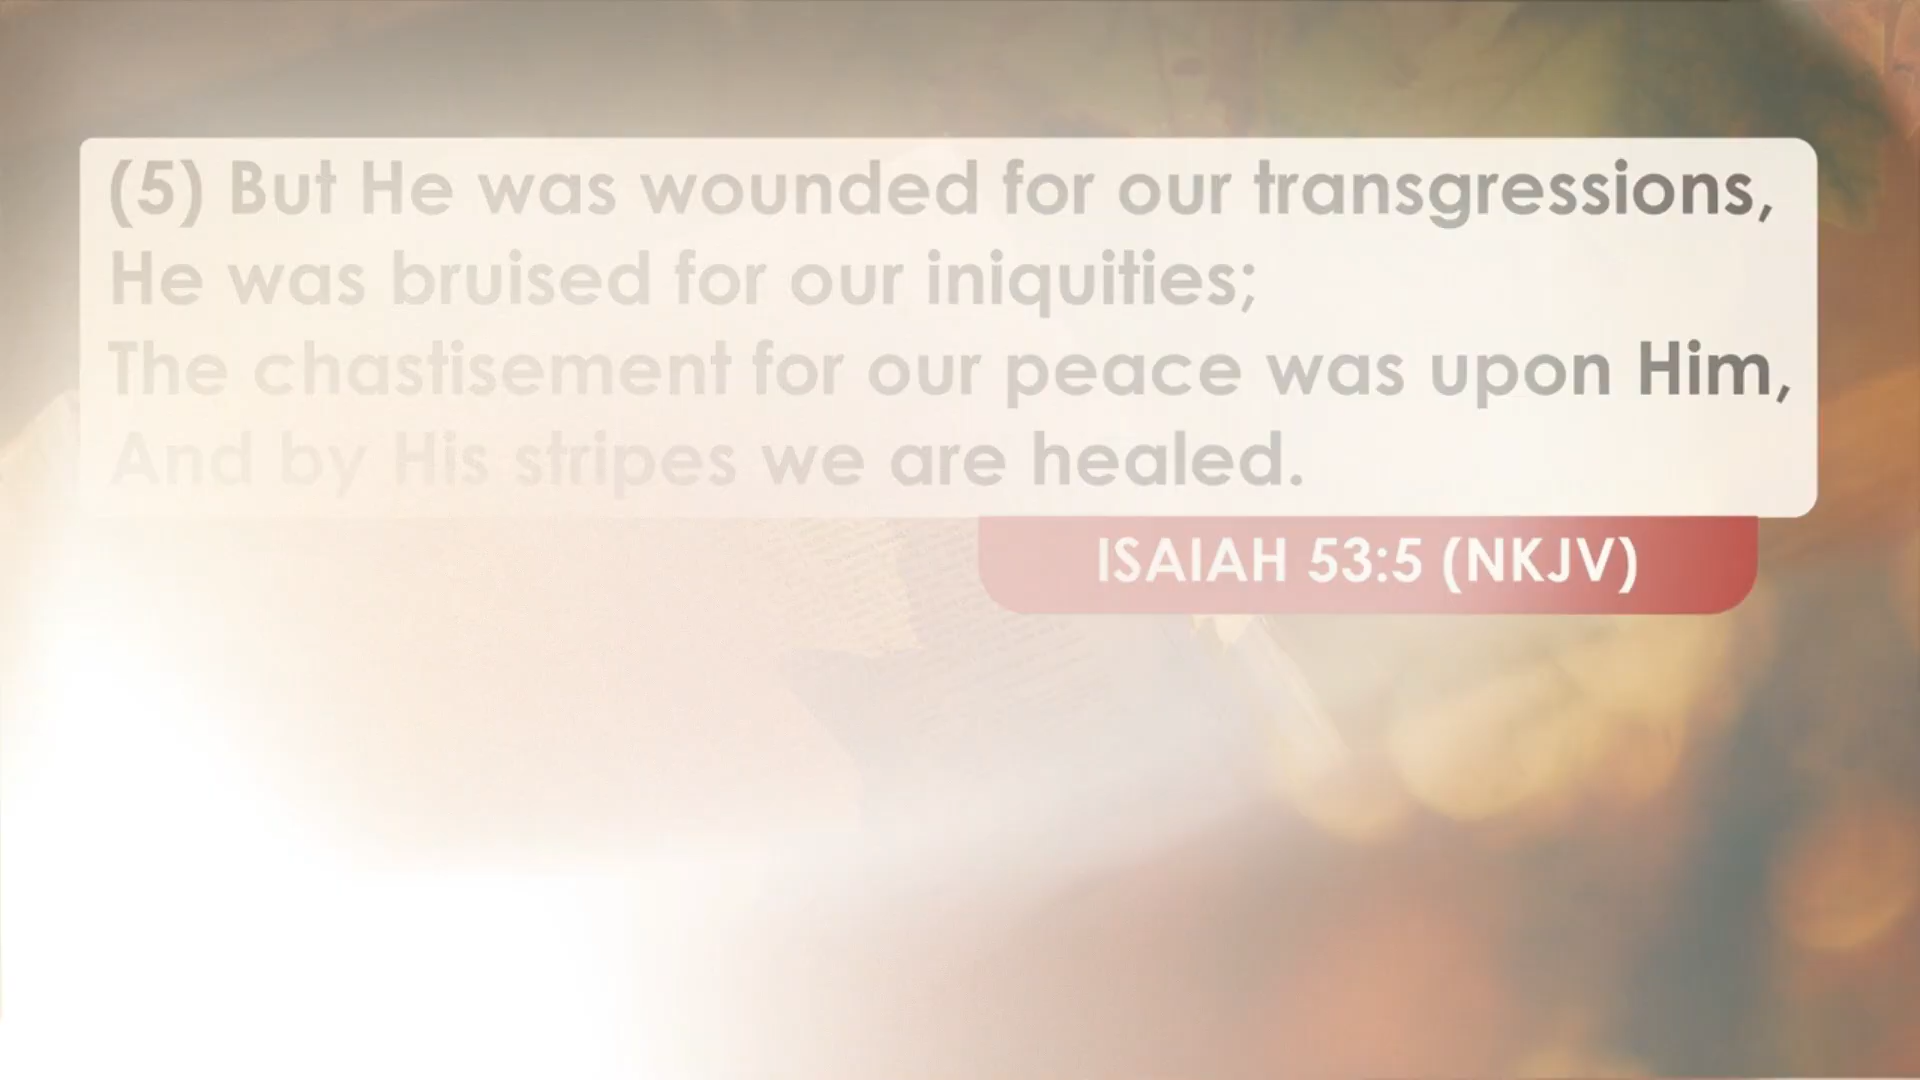 (5) But He was wounded for our transgressions,
He was bruised for our iniquities;
The chastisement for our peace was upon Him,
And by His stripes we are healed.
ISAIAH 53:5 (NKJV)